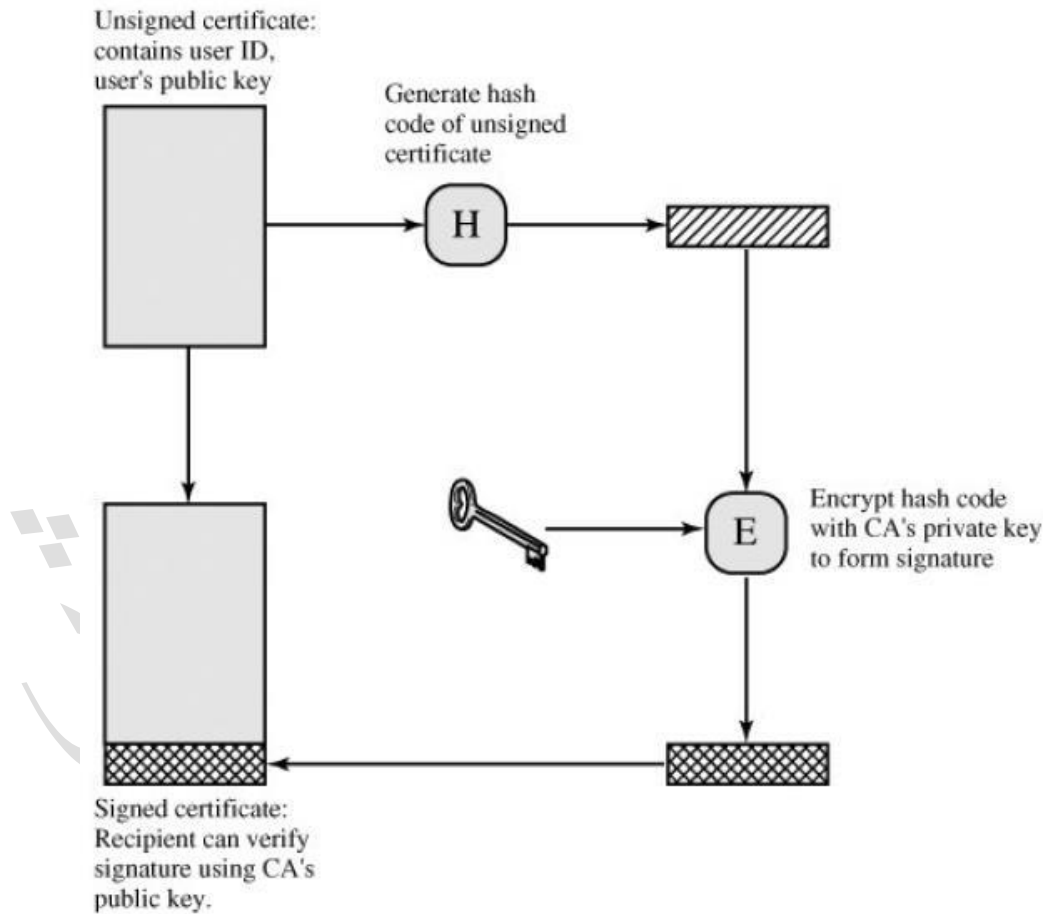 Unsigned certificate:
contains user ID,
user's public key
Generate hash
code of unsigned
certificate
H
E
Encrypt hash code
with CA's private key
to form signature
Signed certificate:
Recipient can verify
signature using CA's
public key.